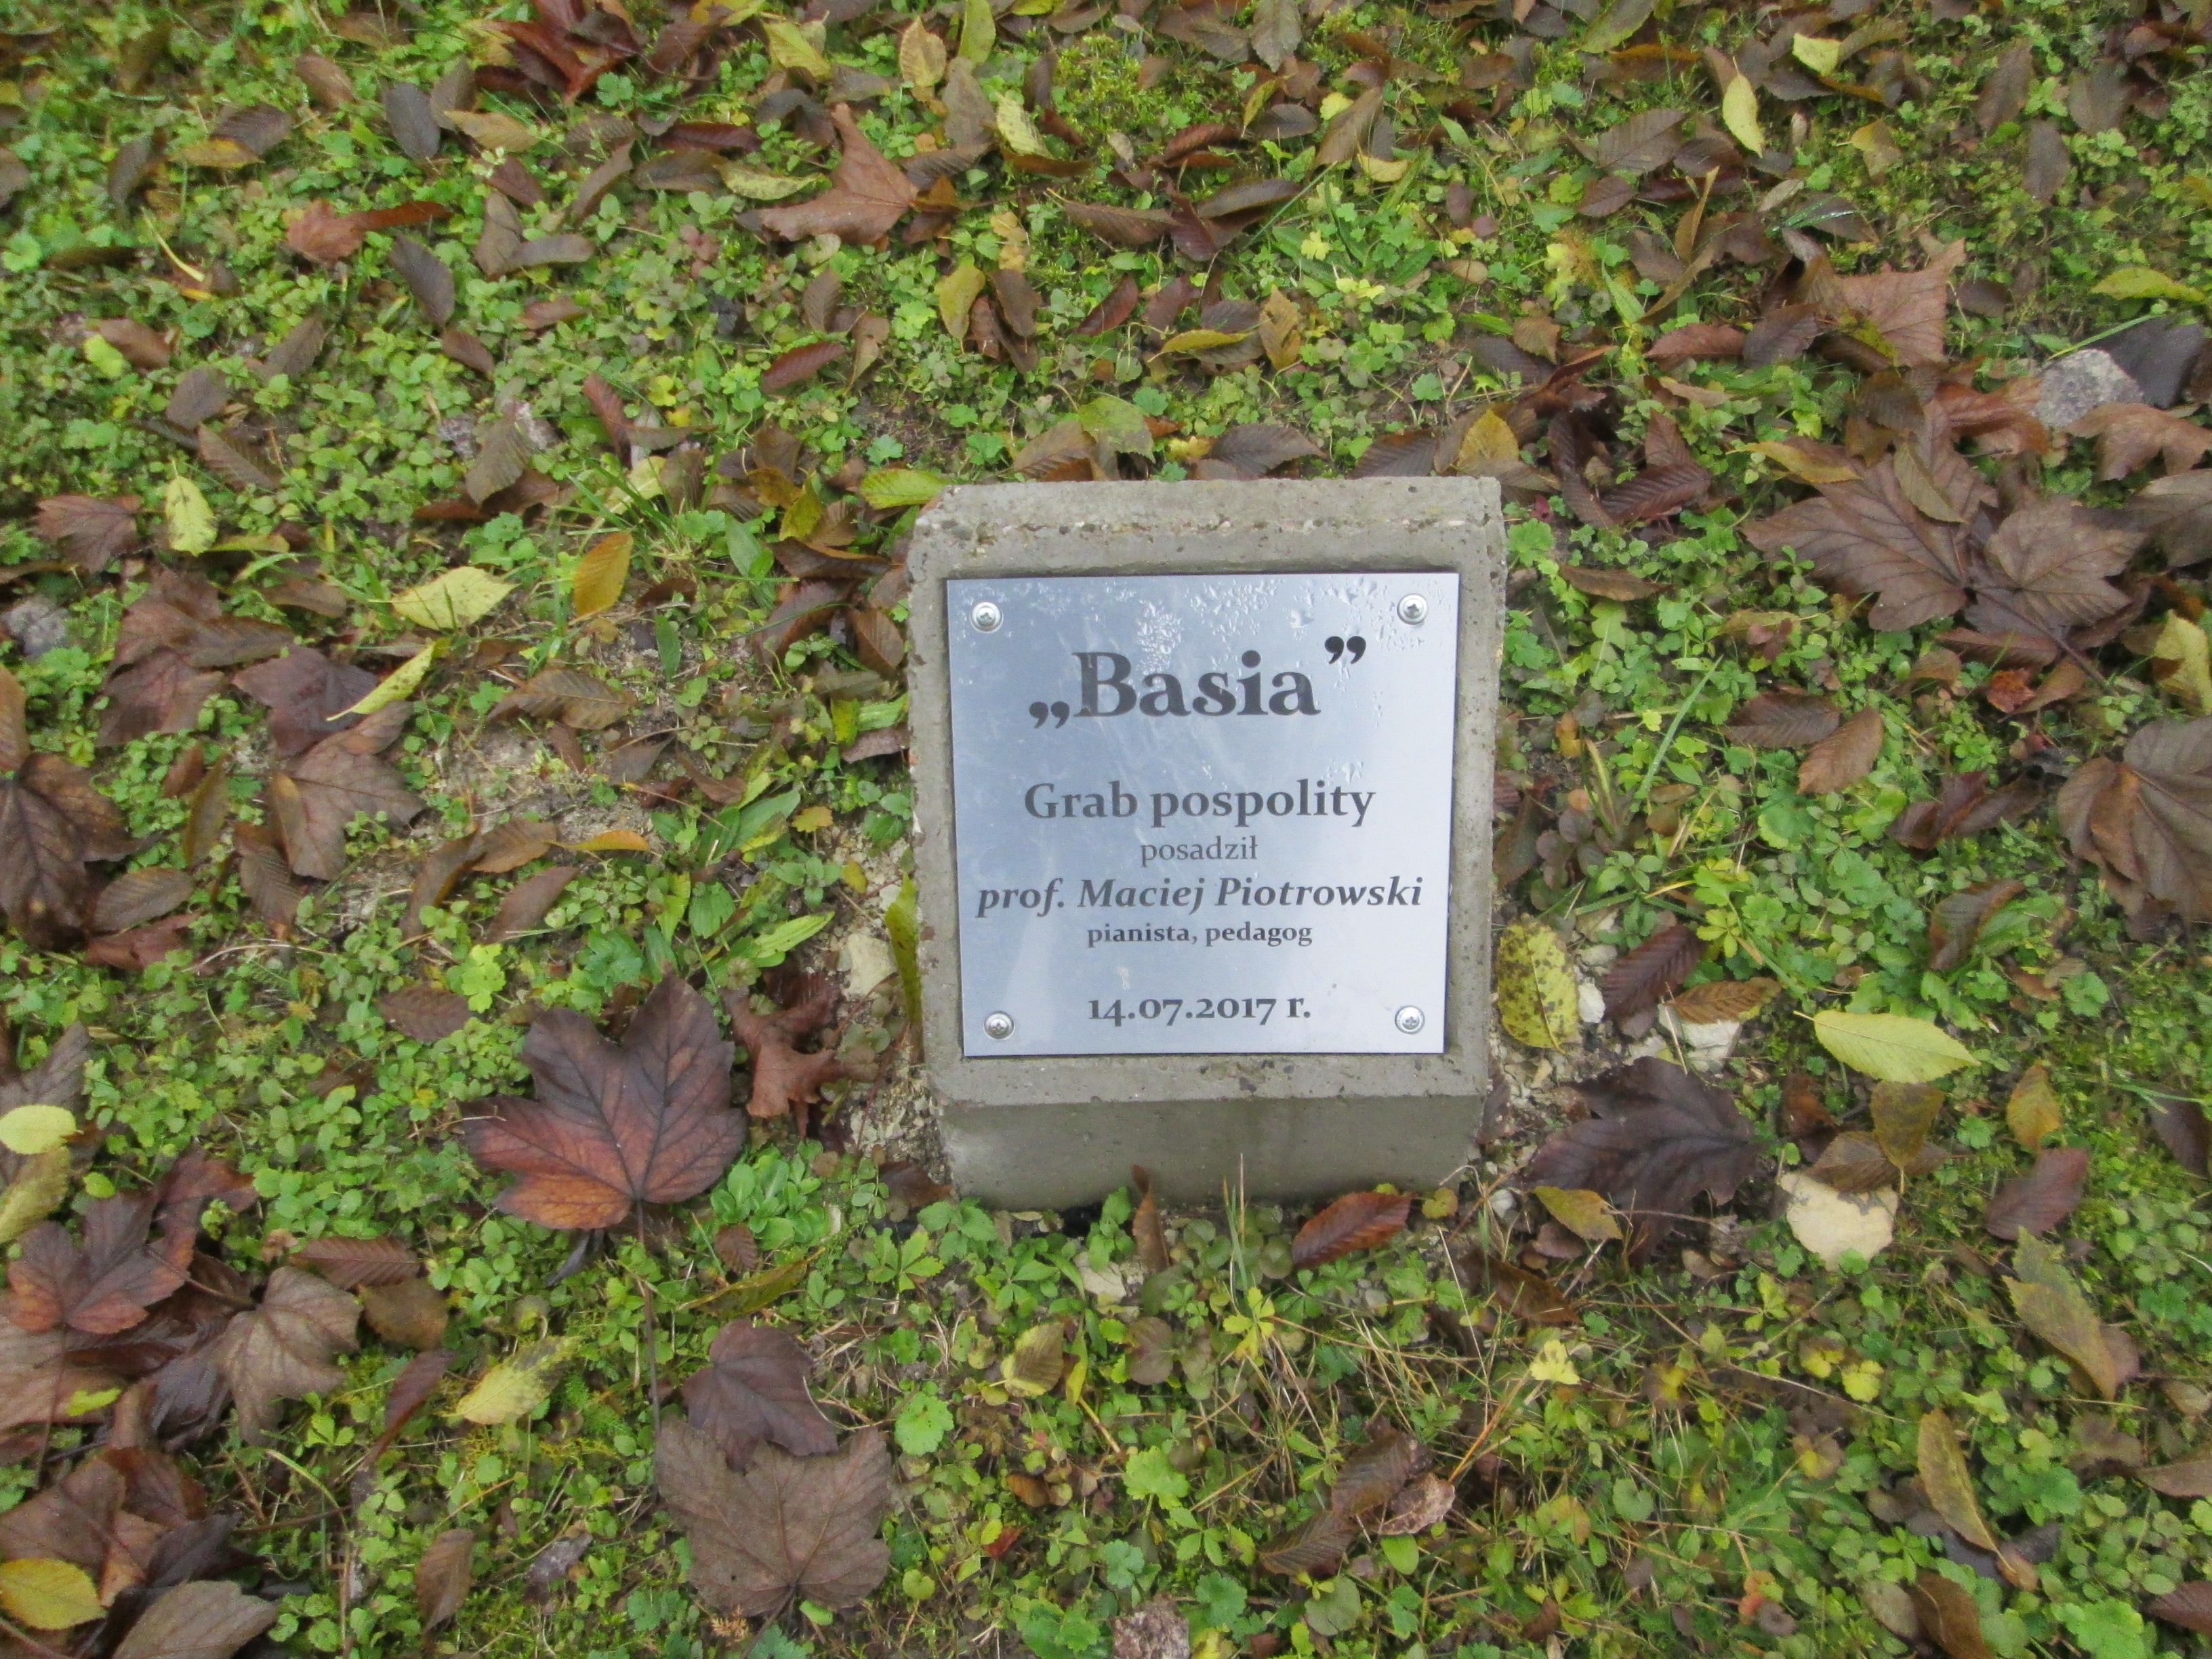 „Basia”
Grab pospolity
posadził
prof. Maciej Piotrowski
pianista, pedagog
14.07.2017 r.